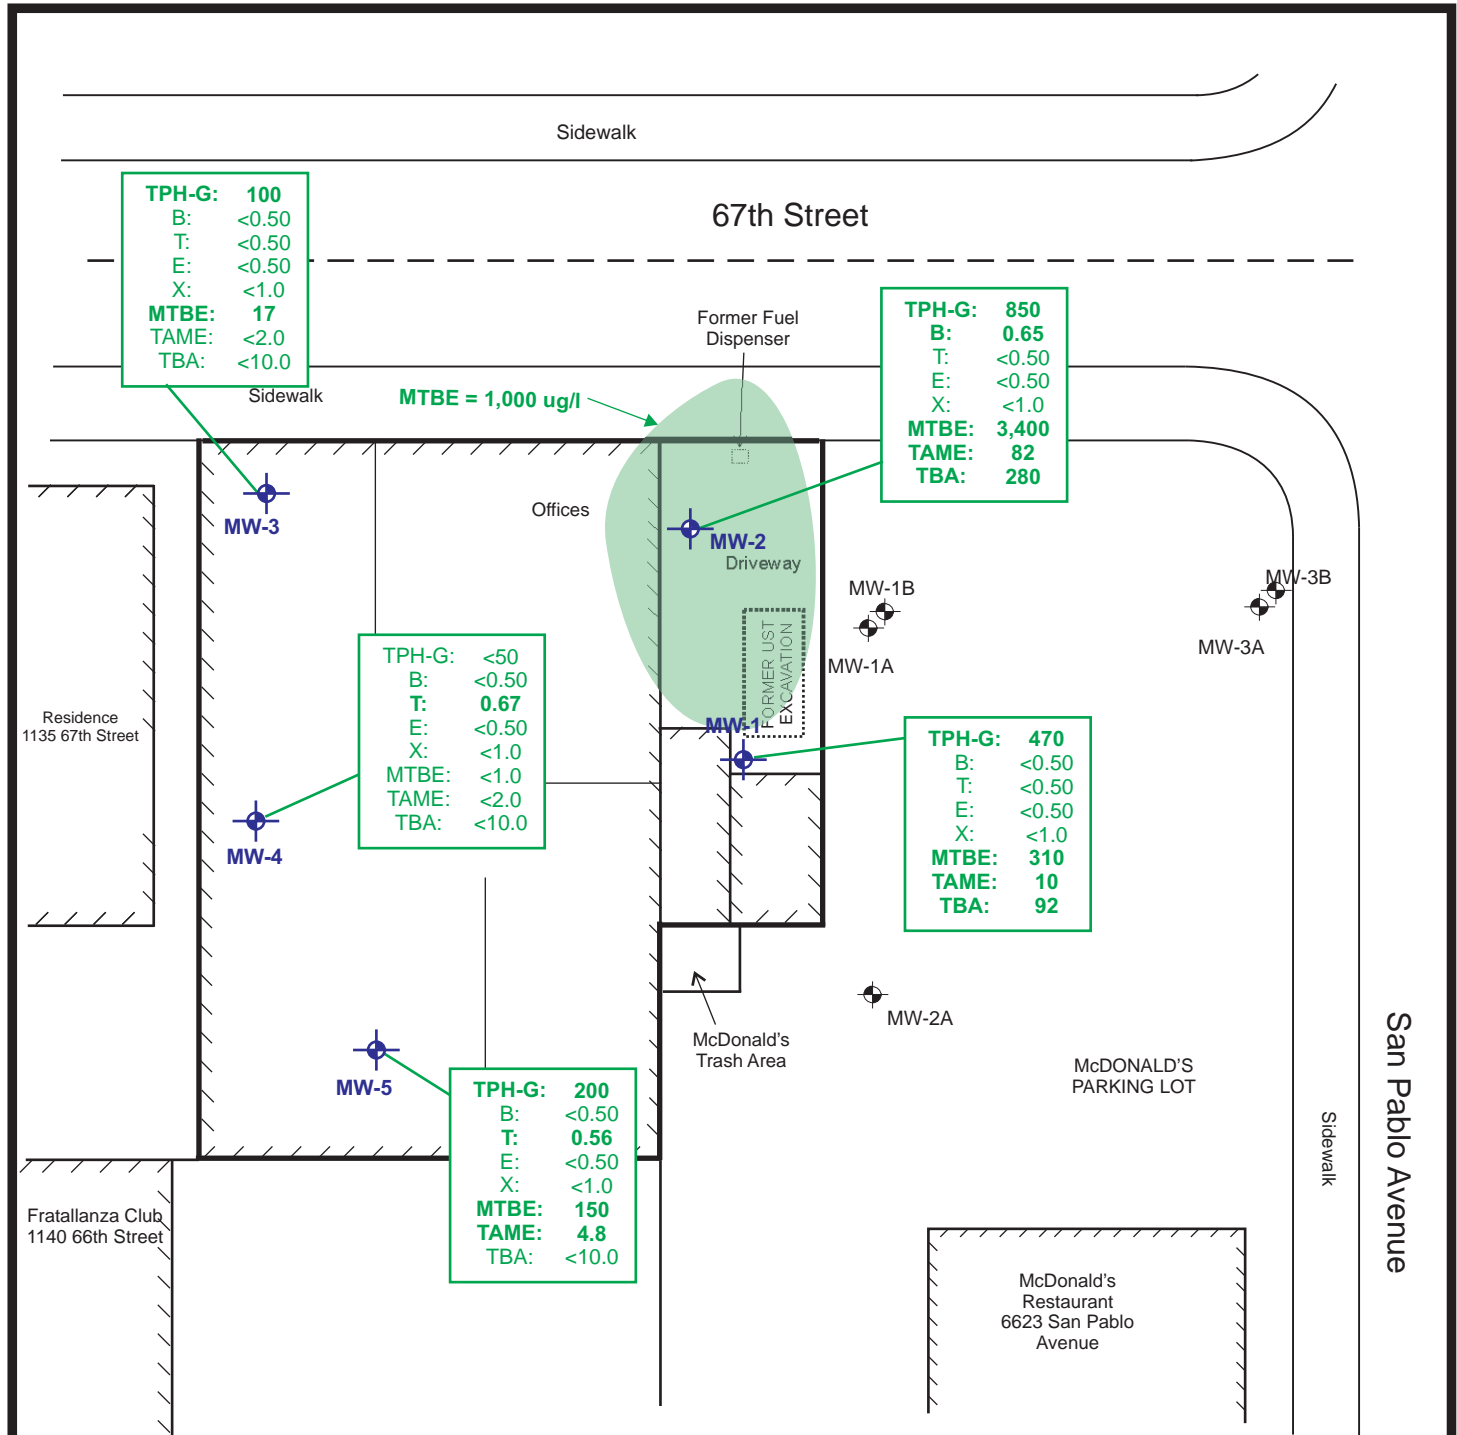 Sidewalk
67th Street
TPH-G: 100
B: <0.50
T: <0.50
E: <0.50
X: <1.0
MTBE: 17
TAME: <2.0
TBA: <10.0
Former Fuel
Dispenser
TPH-G: 850
B: 0.65
T: <0.50
E: <0.50
X: <1.0
MTBE: 3,400
TAME: 82
TBA: 280
Sidewalk
MTBE = 1,000 ug/l
MW-3
Offices
MW-2
Driveway
MW-1B
MW-3B
MW-1A
MW-3A
FORMER UST
EXCAVATION
TPH-G: <50
B: <0.50
T: 0.67
E: <0.50
X: <1.0
MTBE: <1.0
TAME: <2.0
TBA: <10.0
Residence
1135 67th Street
MW-1
TPH-G: 470
B: <0.50
T: <0.50
E: <0.50
X: <1.0
MTBE: 310
TAME: 10
TBA: 92
MW-4
MW-2A
McDonald's
Trash Area
McDONALD'S
PARKING LOT
San Pablo Avenue
Sidewalk
MW-5
TPH-G: 200
B: <0.50
T: 0.56
E: <0.50
X: <1.0
MTBE: 150
TAME: 4.8
TBA: <10.0
Fratallanza Club
1140 66th Street
McDonald's
Restaurant
6623 San Pablo
Avenue